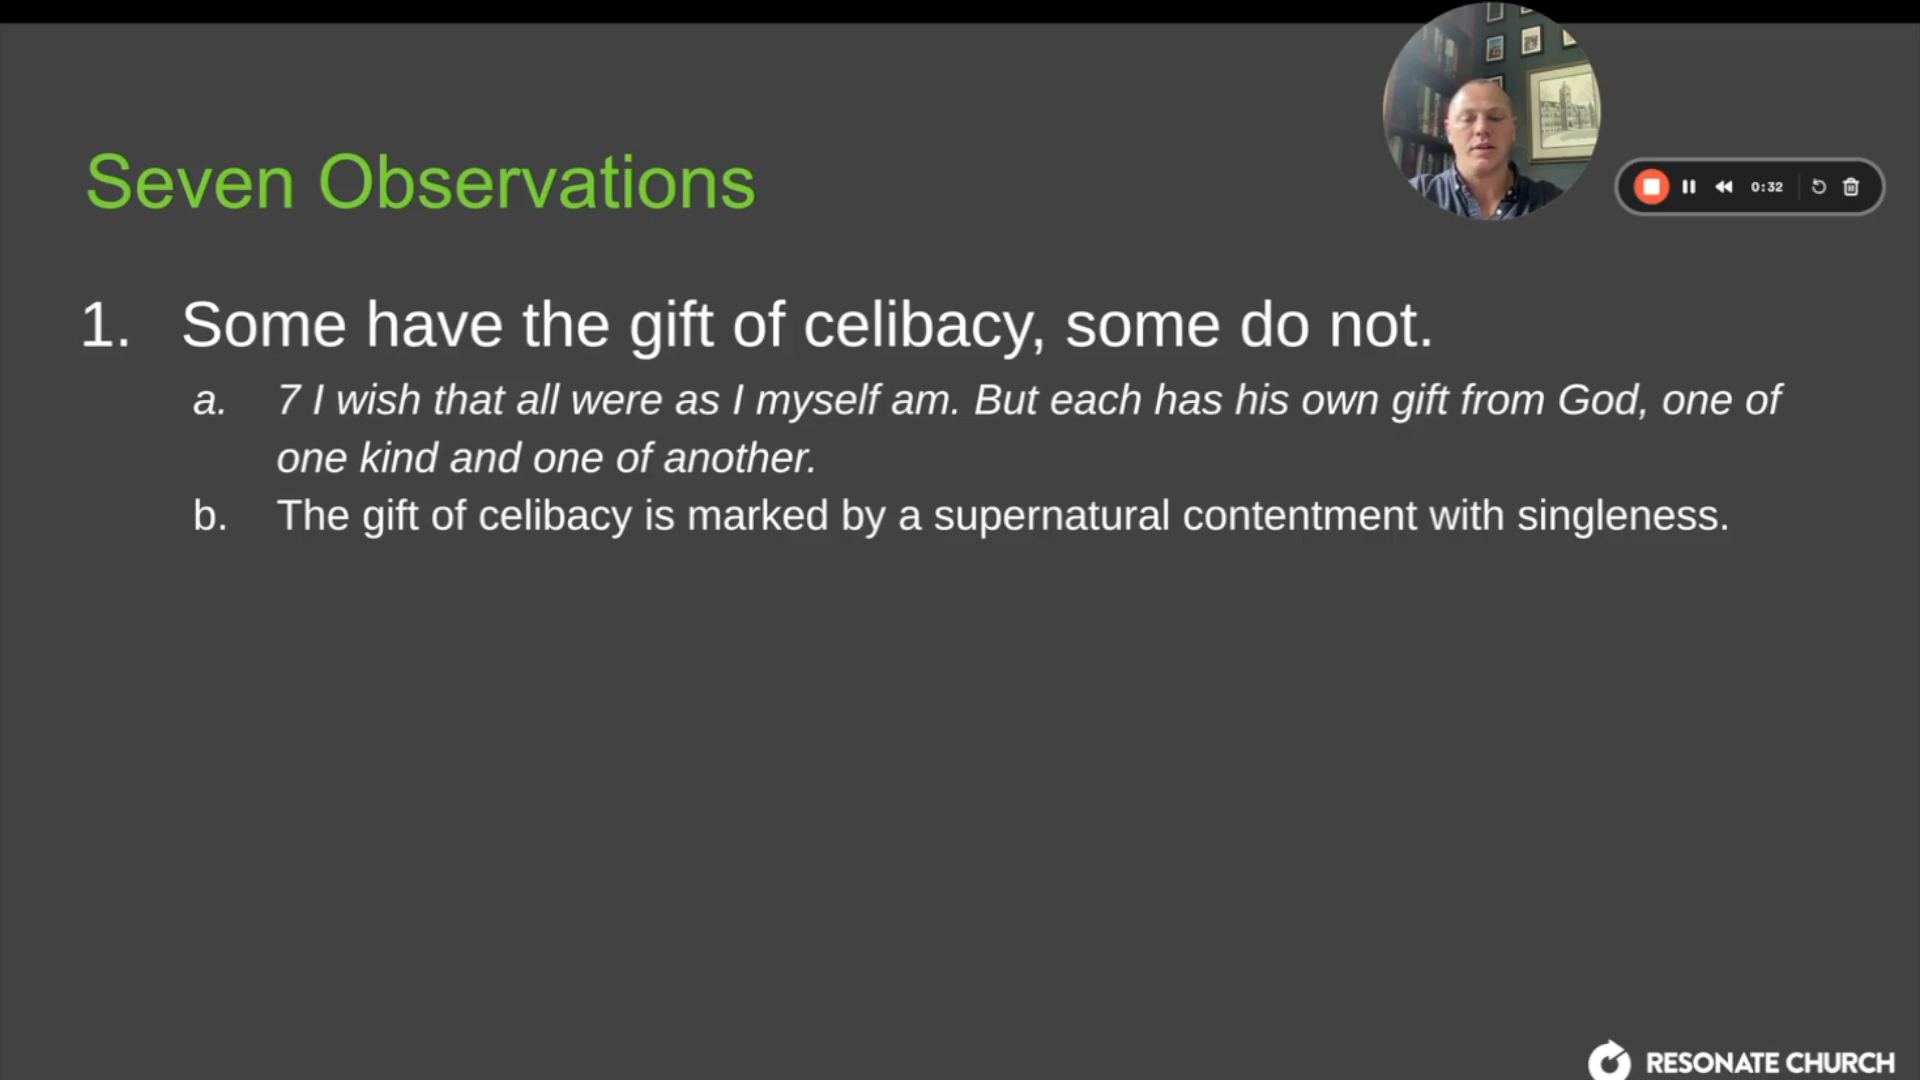 Seven Observations
0:32
1. Some have the gift of celibacy, some do not.
a. 7 I wish that all were as I myself am. But each has his own gift from God, one of
one kind and one of another.
b. The gift of celibacy is marked by a supernatural contentment with singleness.
RESONATE CHURCH